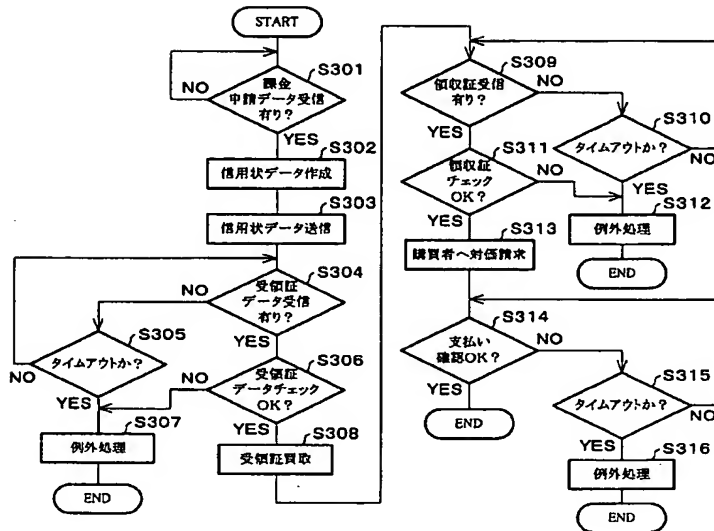 START
S301
課金
申請データ受信
有り?
NO
YES
S302
信用状データ作成
S303
信用状データ送信
S304
受領証
データ受信
有り?
NO
YES
S305
タイムアウトか?
NO
YES
S306
受領証
データチェック
OK?
NO
YES
S307
例外処理
END
S308
受領証買取
S309
領収証受信
有り?
NO
YES
S310
タイムアウトか?
NO
YES
S311
領収証
チェック
OK?
NO
YES
S312
例外処理
END
S313
購買者へ対価請求
S314
支払い
確認OK?
NO
YES
END
S315
タイムアウトか?
NO
YES
S316
例外処理
END